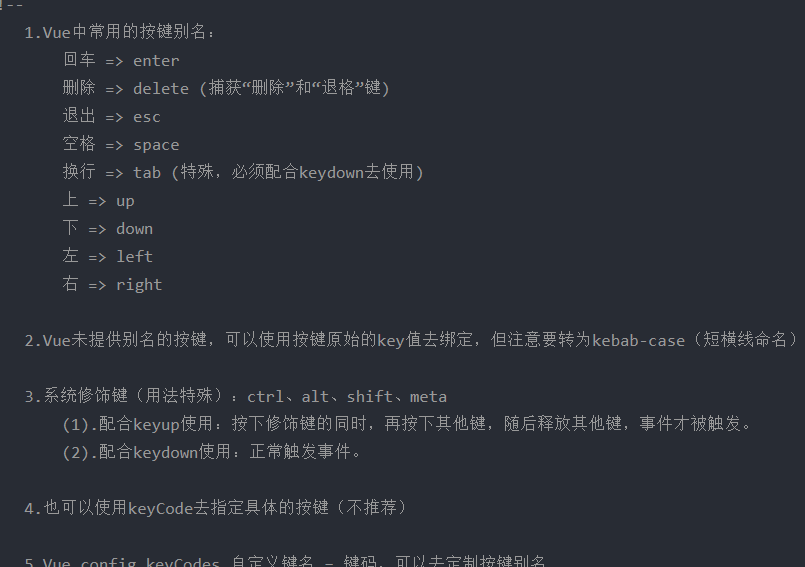 !--
1.Vue中常用的按键别名:
回车 => enter
删除 => delete (捕获“删除”和“退格”键)
退出 => esc
空格 => space
换行 => tab (特殊，必须配合keydown去使用)
上 => up
下 => down
左 => left
右 => right
2.Vue未提供别名的按键，可以使用按键原始的key值去绑定，但注意要转为kebab-case（短横线命名）
3.系统修饰键（用法特殊）：ctrl、alt、shift、meta
(1).配合keyup使用：按下修饰键的同时，再按下其他键，随后释放其他键，事件才被触发。
(2).配合keydown使用：正常触发事件。
4.也可以使用keyCode去指定具体的按键（不推荐）
5.Vue.config.keyCodes.自定义键名 = 键码，可以去定制按键别名